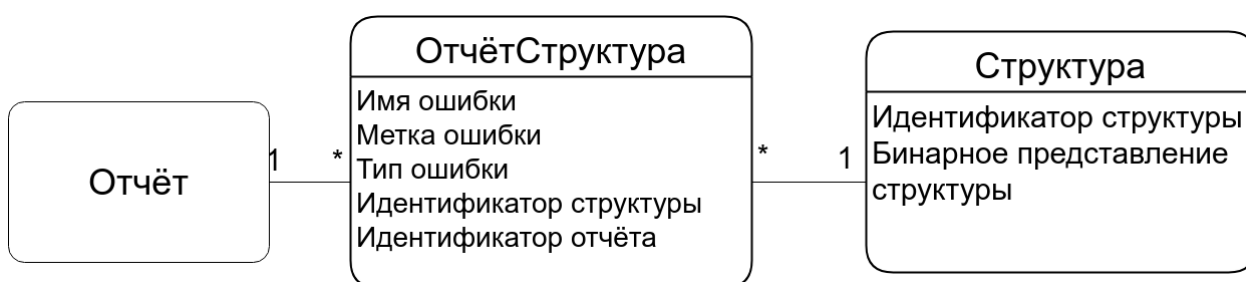 Отчёт
1
*
ОтчётСтруктура
Имя ошибки
Метка ошибки
Тип ошибки
Идентификатор структуры
Идентификатор отчёта
*
1
Структура
Идентификатор структуры
Бинарное представление
структуры